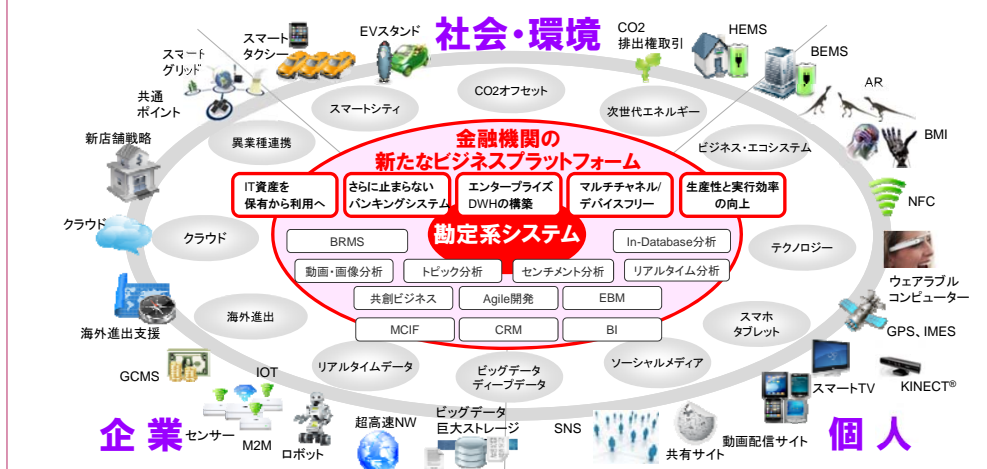 社会・環境
スマート
グリッド
スマート
タクシー
EVスタンド
CO2
排出権取引
HEMS
BEMS
AR
BMI
NFC
ウェアラブル
コンピューター
GPS、IMES
スマートTV
KINECT®
共通
ポイント
新店舗戦略
クラウド
海外進出支援
GCMS
IOT
センサー
M2M
ロボット
超高速NW
ビッグデータ
巨大ストレージ
SNS
共有サイト
動画配信サイト
企業
個人
スマートシティ
CO2オフセット
次世代エネルギー
異業種連携
ビジネス・エコシステム
クラウド
テクノロジー
海外進出
スマホ
タブレット
リアルタイムデータ
ビッグデータ
ディープデータ
ソーシャルメディア
金融機関の
新たなビジネスプラットフォーム
IT資産を
保有から利用へ
さらに止まらない
バンキングシステム
エンタープライズ
DWHの構築
マルチチャネル/
デバイスフリー
生産性と実行効率
の向上
勘定系システム
BRMS
In-Database分析
動画・画像分析
トピック分析
センチメント分析
リアルタイム分析
共創ビジネス
Agile開発
EBM
MCIF
CRM
BI